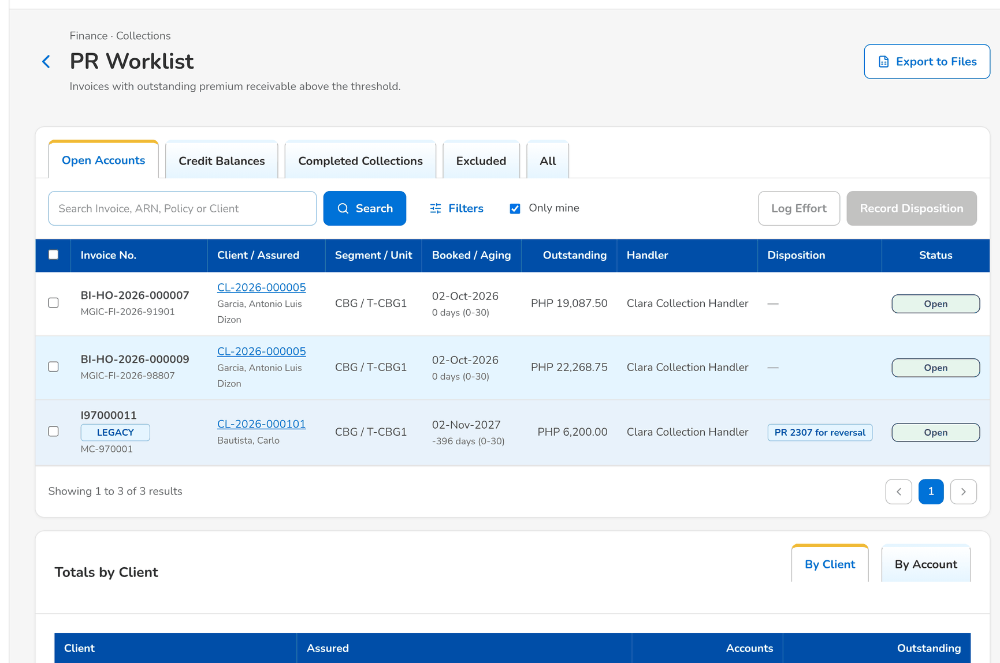 Finance · Collections
PR Worklist
Export to Files
Invoices with outstanding premium receivable above the threshold.
Open Accounts
Credit Balances
Completed Collections
Excluded
All
Search Invoice, ARN, Policy or Client
Search
Filters
Only mine
Log Effort
Record Disposition
Invoice No.
Client / Assured
Segment / Unit
Booked / Aging
Outstanding
Handler
Disposition
Status
BI-HO-2026-000007
MGIC-FI-2026-91901
CL-2026-000005
Garcia, Antonio Luis
Dizon
CBG / T-CBG1
02-Oct-2026
0 days (0-30)
PHP 19,087.50
Clara Collection Handler
—
Open
BI-HO-2026-000009
MGIC-FI-2026-98807
CL-2026-000005
Garcia, Antonio Luis
Dizon
CBG / T-CBG1
02-Oct-2026
0 days (0-30)
PHP 22,268.75
Clara Collection Handler
—
Open
I97000011
LEGACY
MC-970001
CL-2026-000101
Bautista, Carlo
CBG / T-CBG1
02-Nov-2027
-396 days (0-30)
PHP 6,200.00
Clara Collection Handler
PR 2307 for reversal
Open
Showing 1 to 3 of 3 results
1
Totals by Client
By Client
By Account
Client
Assured
Accounts
Outstanding